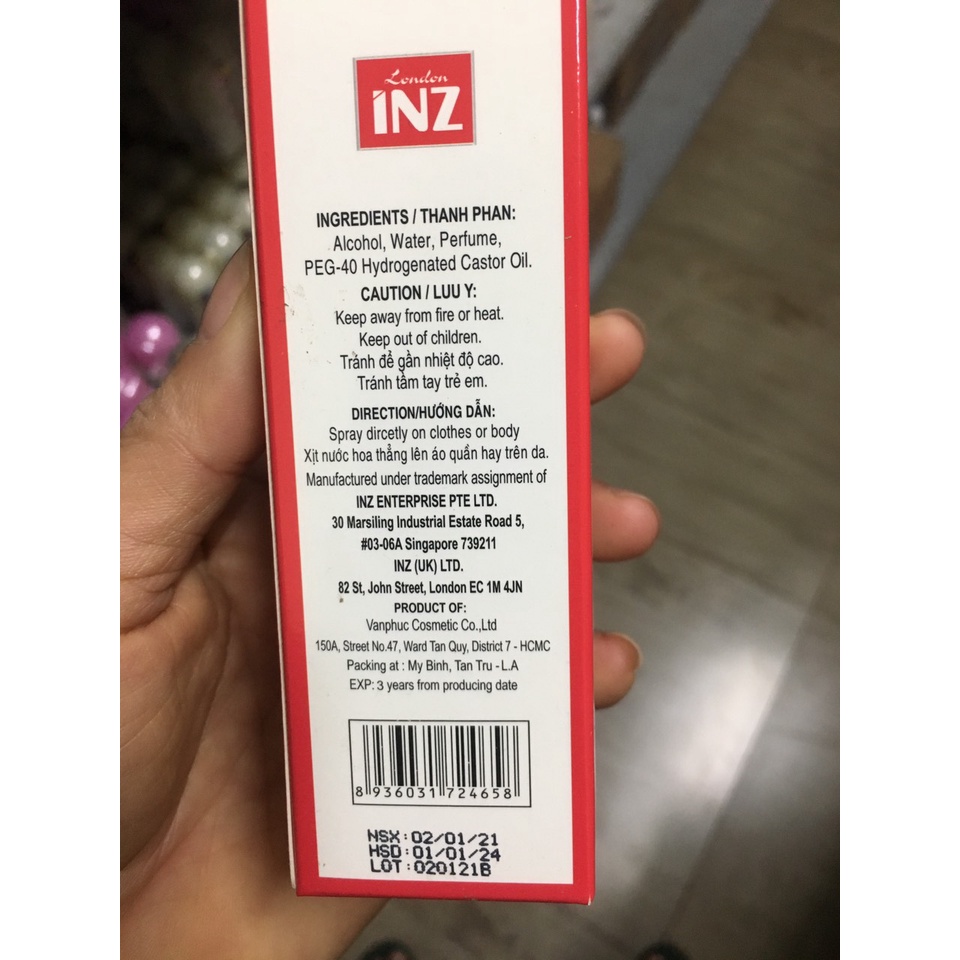 London
INZ
INGREDIENTS / THANH PHAN:
Alcohol, Water, Perfume,
PEG-40 Hydrogenated Castor Oil.
CAUTION / LUU Y:
Keep away from fire or heat.
Keep out of children.
Tránh để gần nhiệt độ cao.
Tránh tầm tay trẻ em.
DIRECTION/HƯỚNG DẪN:
Spray dircetly on clothes or body
Xịt nước hoa thẳng lên áo quần hay trên da.
Manufactured under trademark assignment of
INZ ENTERPRISE PTE LTD.
30 Marsiling Industrial Estate Road 5,
#03-06A Singapore 739211
INZ (UK) LTD.
82 St, John Street, London EC 1M 4JN
PRODUCT OF:
Vanphuc Cosmetic Co.,Ltd
150A, Street No.47, Ward Tan Quy, District 7 - HCMC
Packing at : My Binh, Tan Tru - L.A
EXP: 3 years from producing date
8 936031 724658
NSX: 02/01/21
HSD: 01/01/24
LOT: 020121B